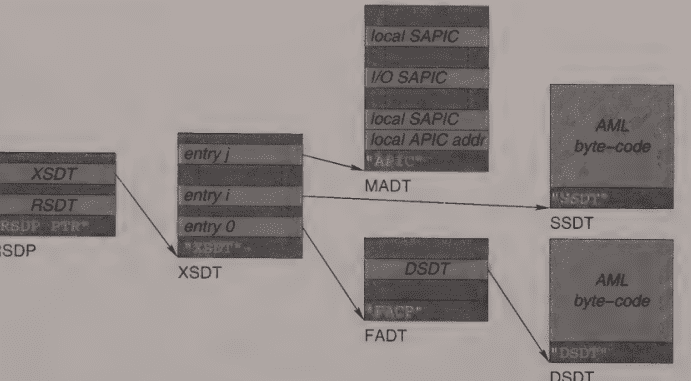 XSDT
RSDT
RSDP PTR"
RSDP
entry j
entry i
entry 0
"XSDT"
XSDT
local SAPIC
I/O SAPIC
local SAPIC
local APIC addr
"APIC"
MADT
DSDT
"FACP"
FADT
AML
byte-code
"SSDT"
SSDT
AML
byte-code
"DSDT"
DSDT